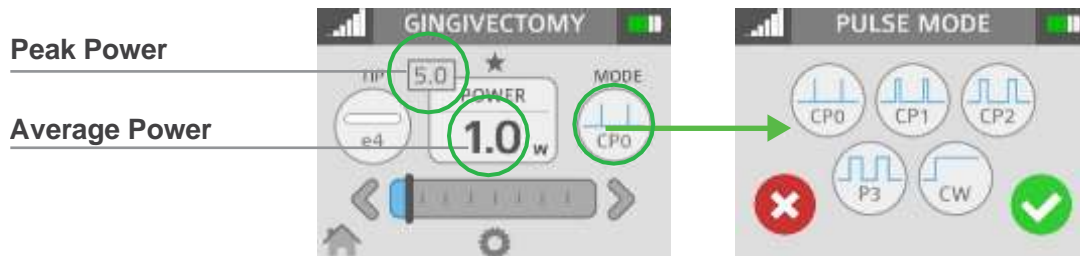 Peak Power
Average Power
GINGIVECTOMY
TIP
5.0
POWER
MODE
e4
1.0 w
CP0
PULSE MODE
CP0
CP1
CP2
P3
CW